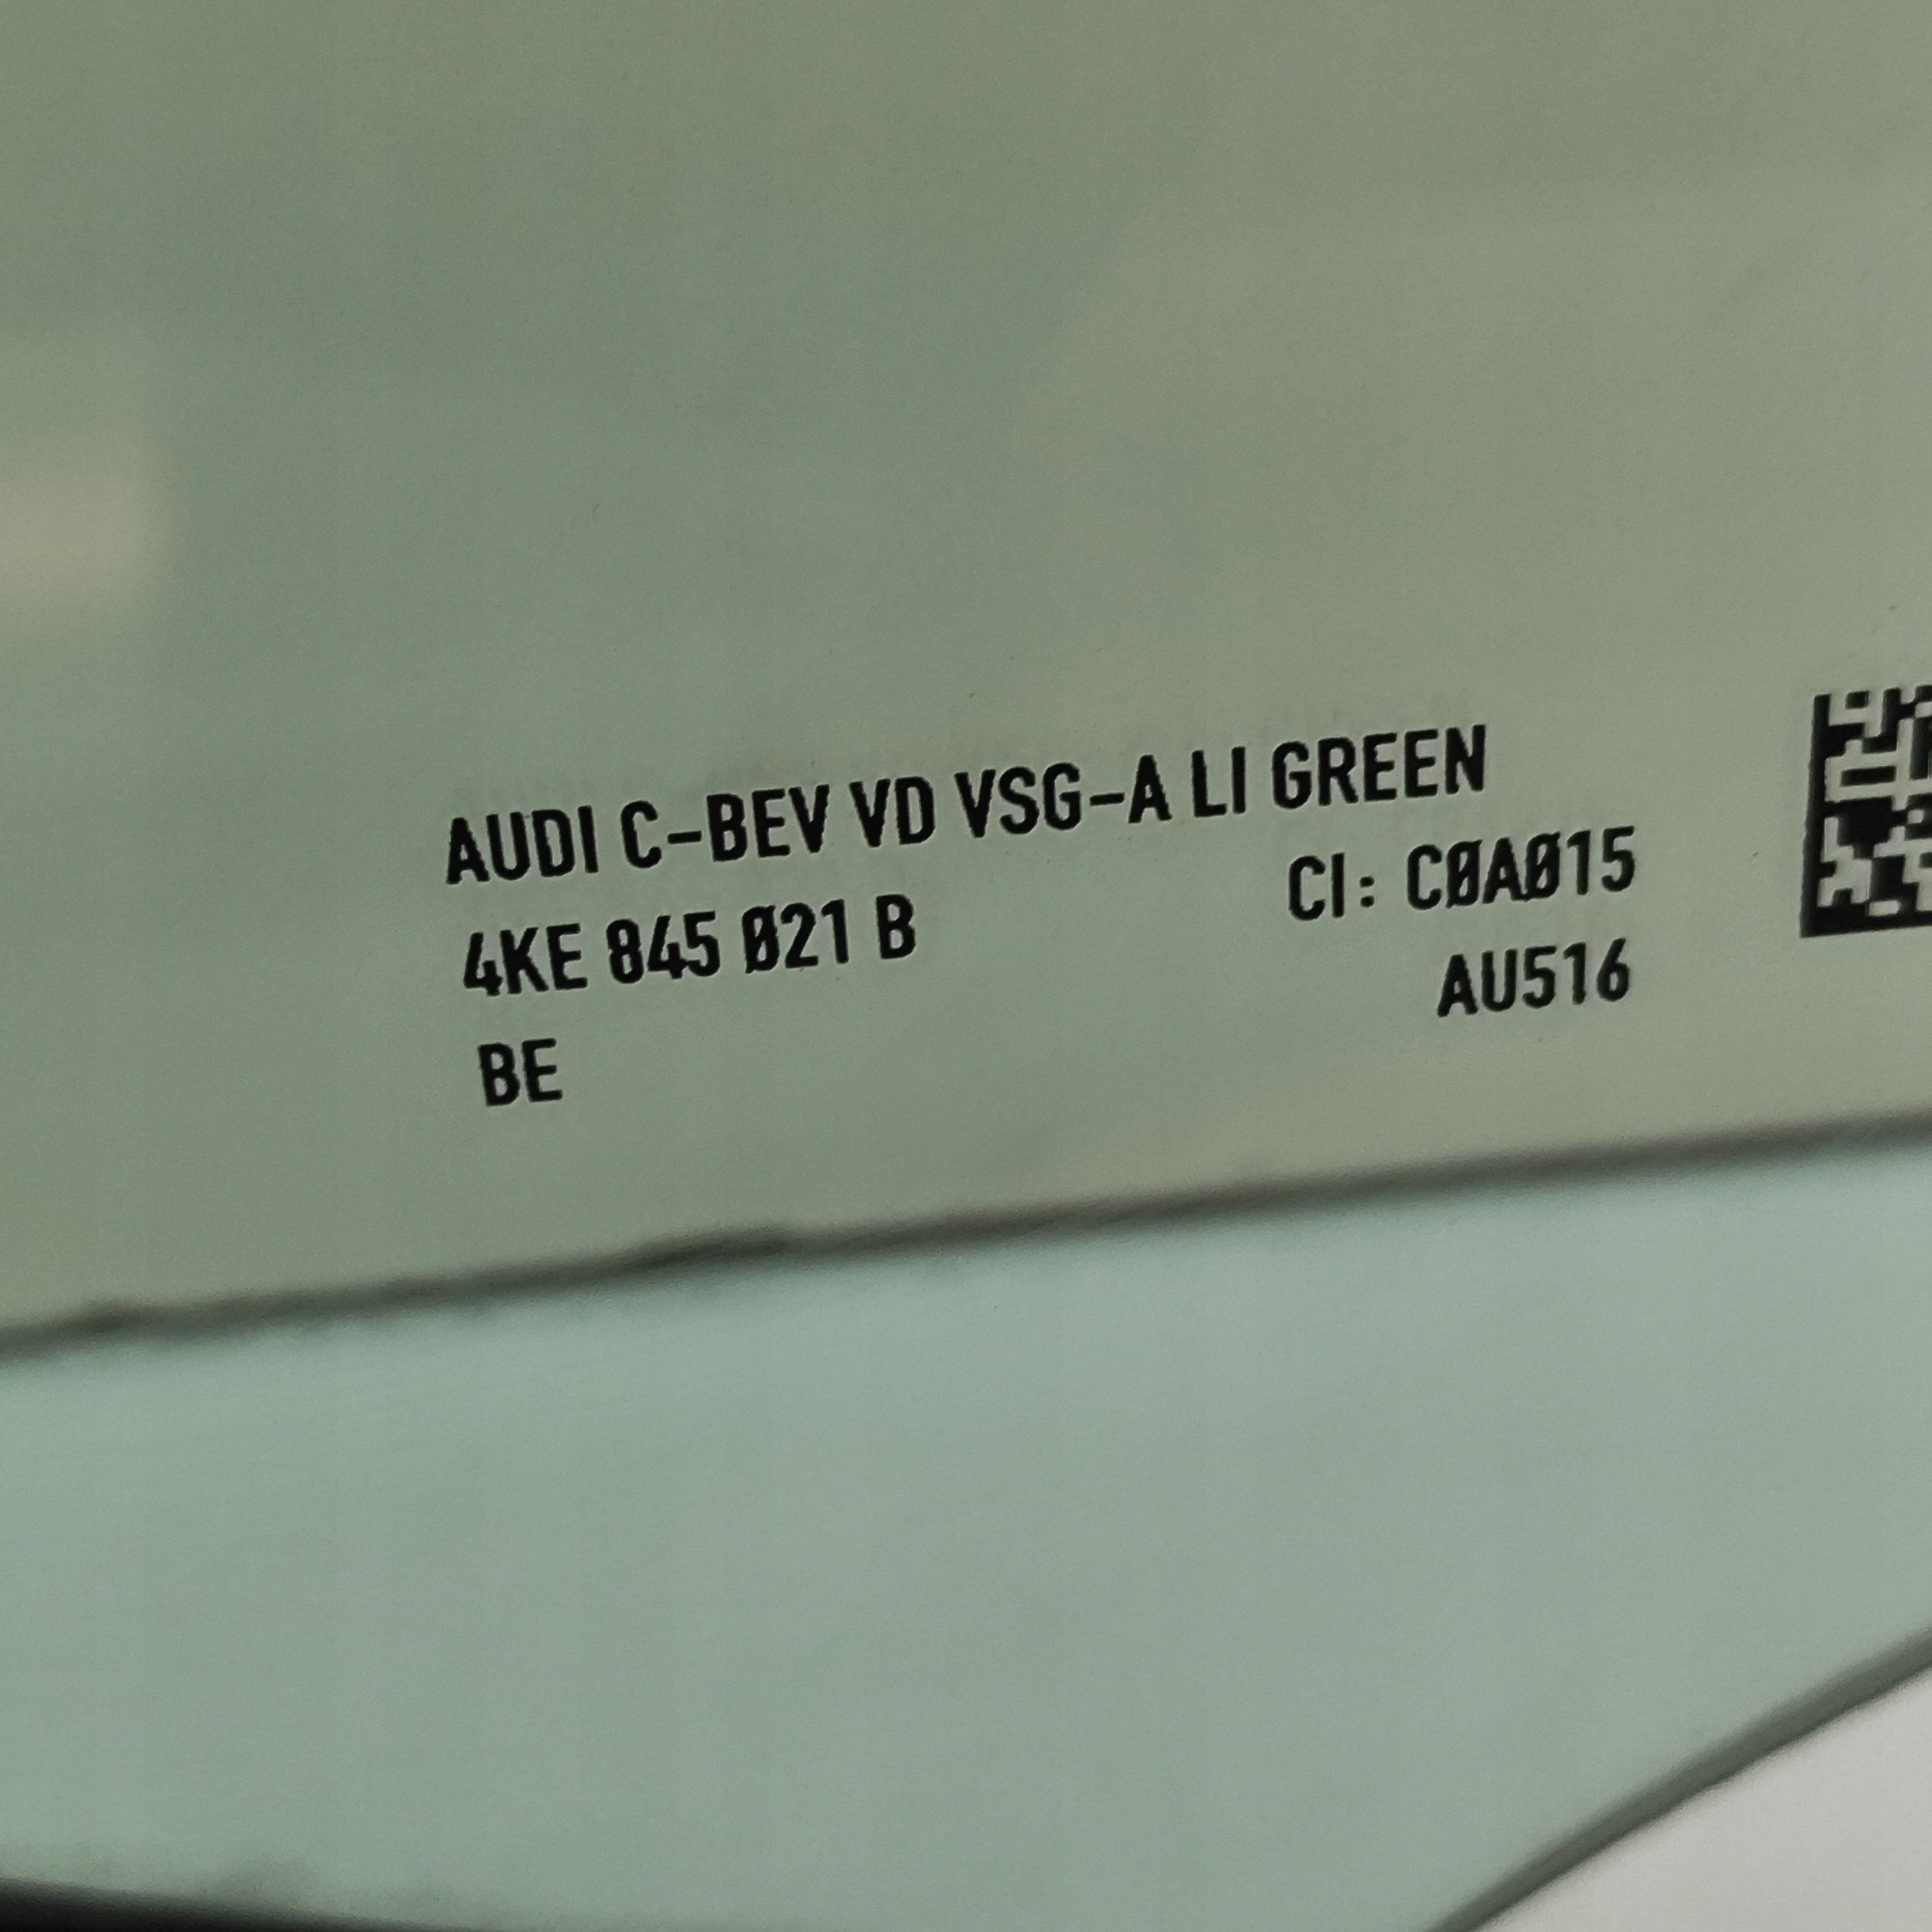 AUDI C-BEV VD VSG-A LI GREEN
4KE 845 021 B CI: C0A015
BE AU516